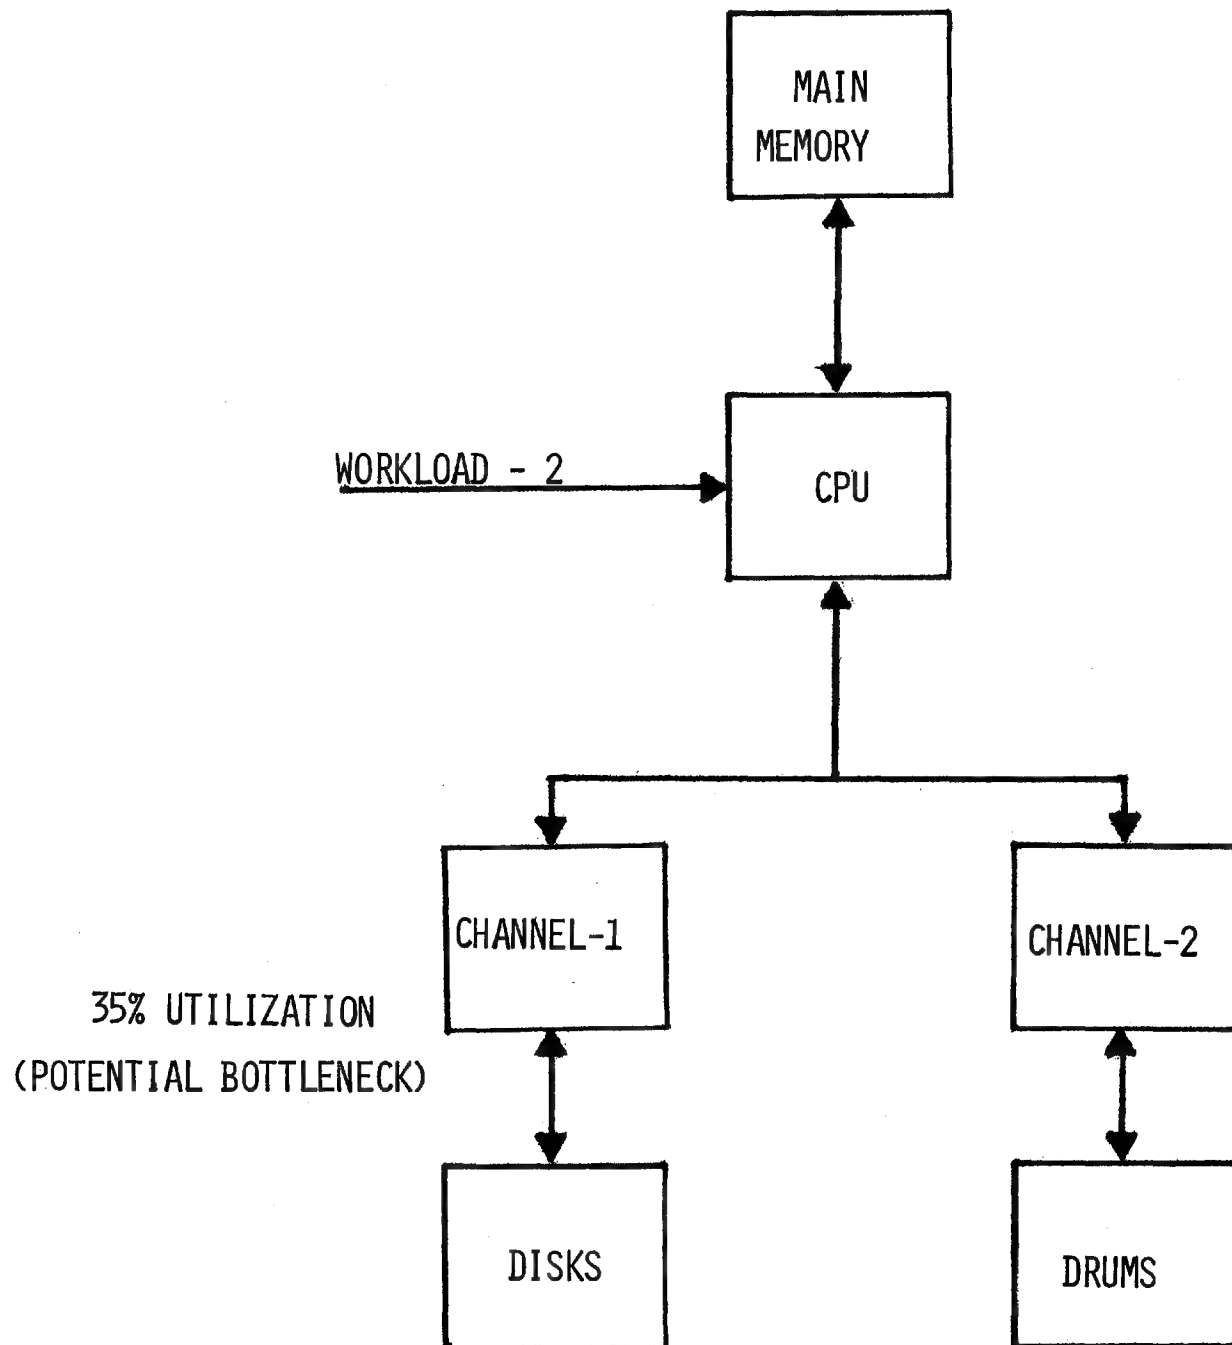 MAIN
MEMORY
WORKLOAD - 2
CPU
CHANNEL-1
CHANNEL-2
35% UTILIZATION
(POTENTIAL BOTTLENECK)
DISKS
DRUMS